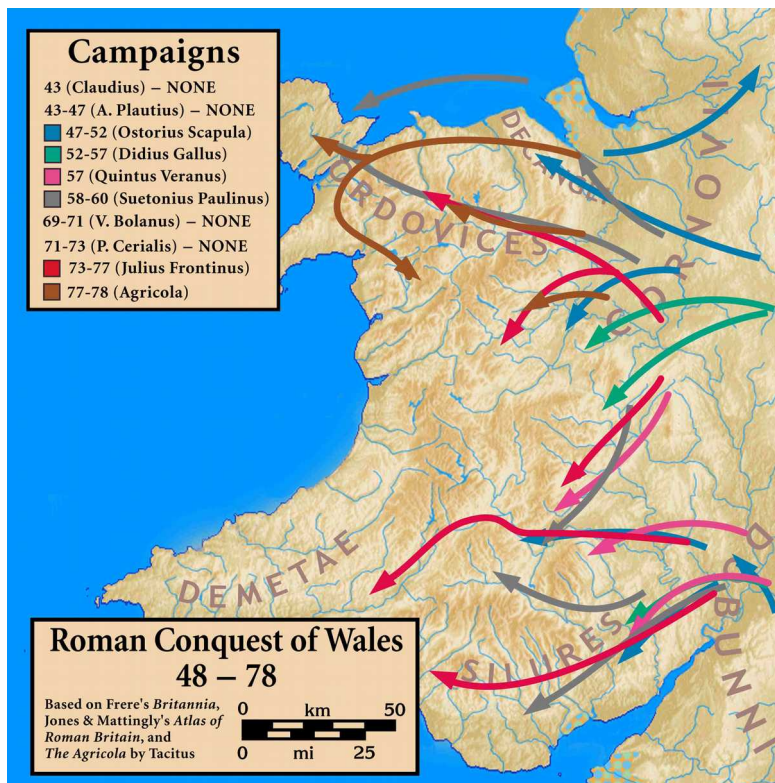 Campaigns
43 (Claudius) – NONE
43-47 (A. Plautius) – NONE
47-52 (Ostorius Scapula)
52-57 (Didius Gallus)
57 (Quintus Veranus)
58-60 (Suetonius Paulinus)
69-71 (V. Bolanus) – NONE
71-73 (P. Cerialis) – NONE
73-77 (Julius Frontinus)
77-78 (Agricola)
DECANGI
ORDOVICES
CORNOVII
DEMETAE
SILURES
DOBUNNI
Roman Conquest of Wales
48 – 78
Based on Frere's Britannia,
Jones & Mattingly's Atlas of
Roman Britain, and
The Agricola by Tacitus
0 km 50
0 mi 25